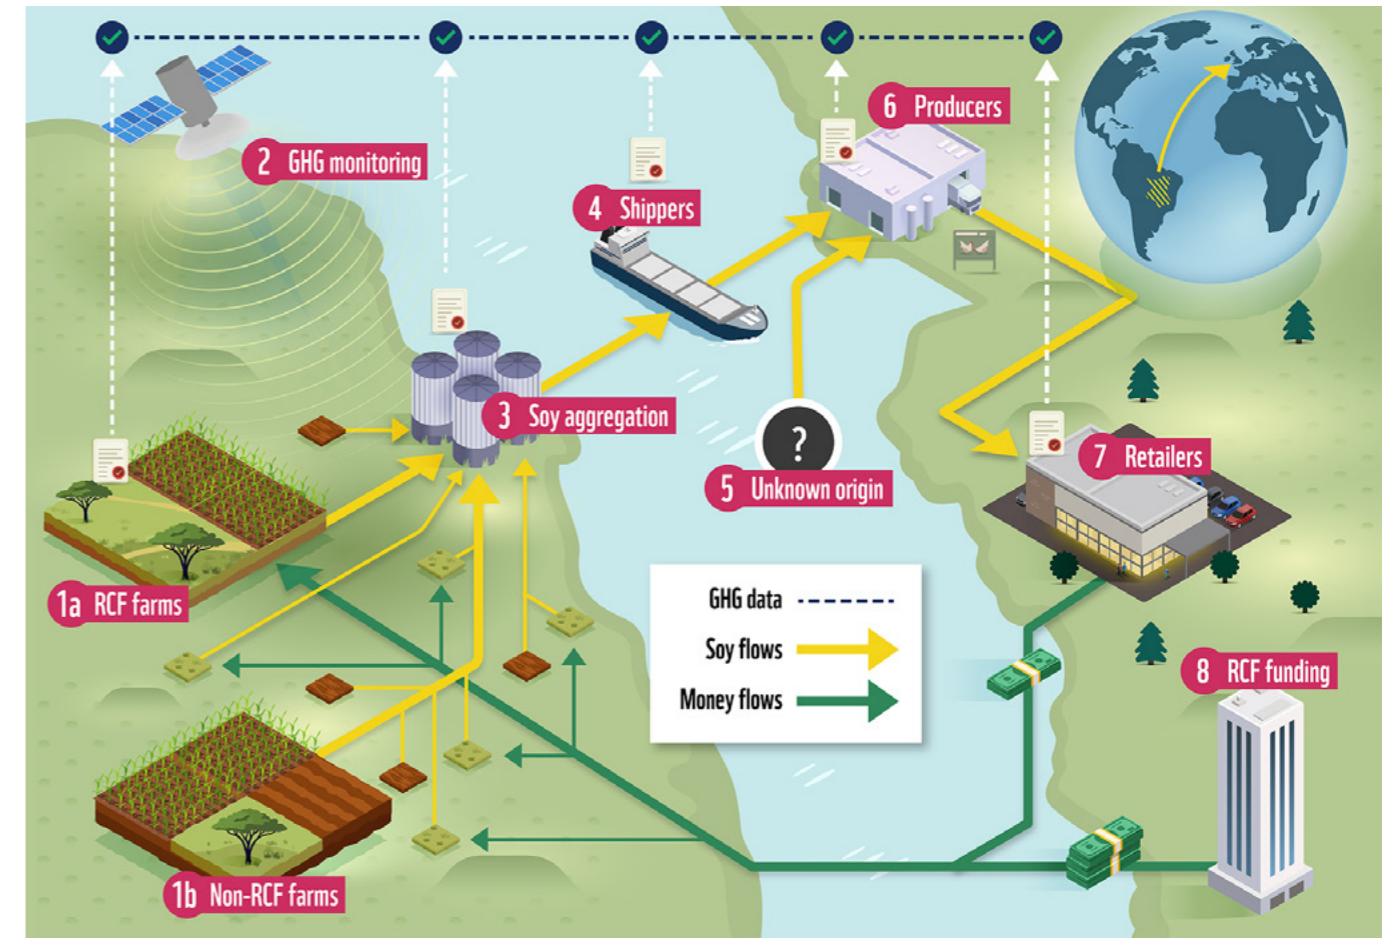 6 Producers
2 GHG monitoring
4 Shippers
3 Soy aggregation
?
5 Unknown origin
7 Retailers
1a RCF farms
GHG data
Soy flows
Money flows
8 RCF funding
1b Non-RCF farms